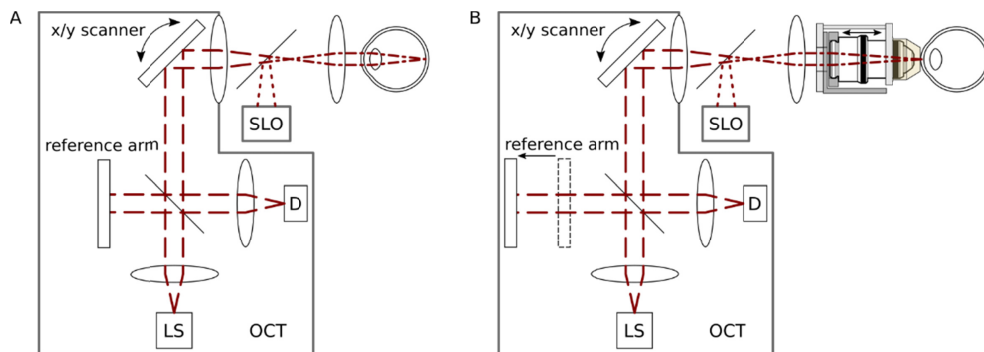 A
x/y scanner
SLO
reference arm
D
LS
OCT
B
x/y scanner
SLO
reference arm
D
LS
OCT